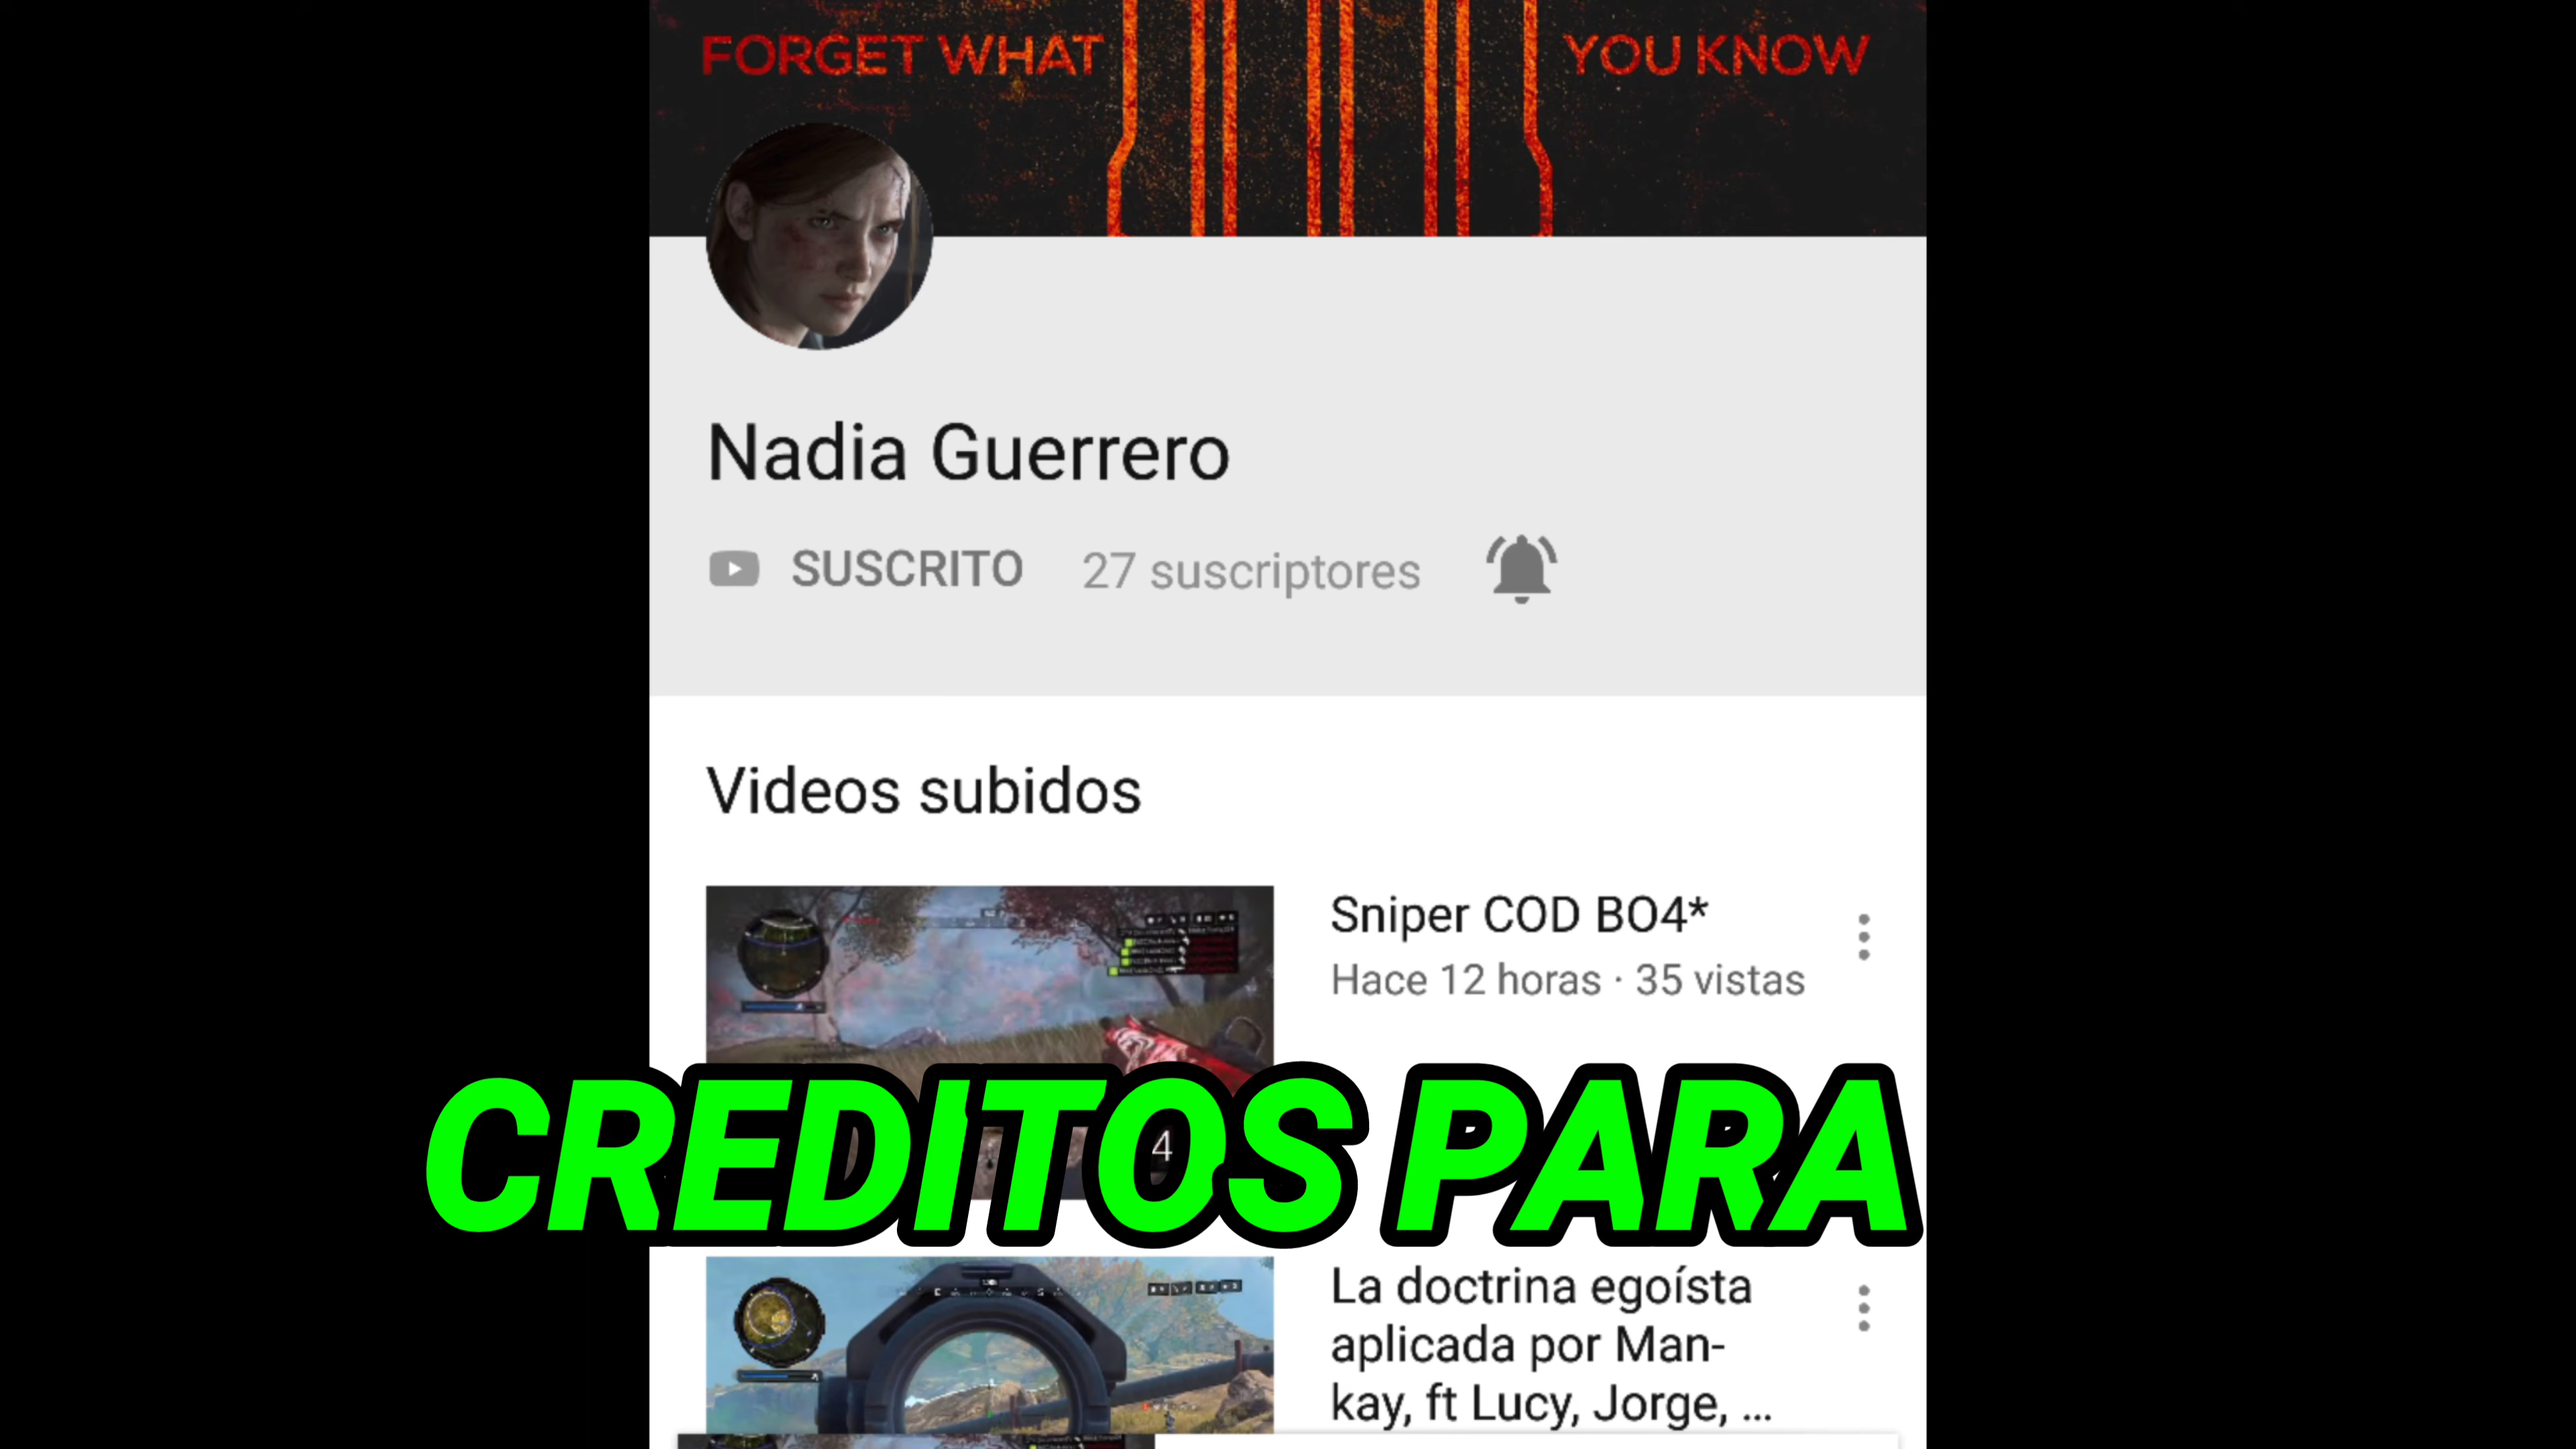 FORGET WHAT YOU KNOW
Nadia Guerrero
SUSCRITO 27 suscriptores
Videos subidos
Sniper COD BO4*
Hace 12 horas · 35 vistas
4
CREDITOS PARA
La doctrina egoísta
aplicada por Man-
kay, ft Lucy, Jorge, ...